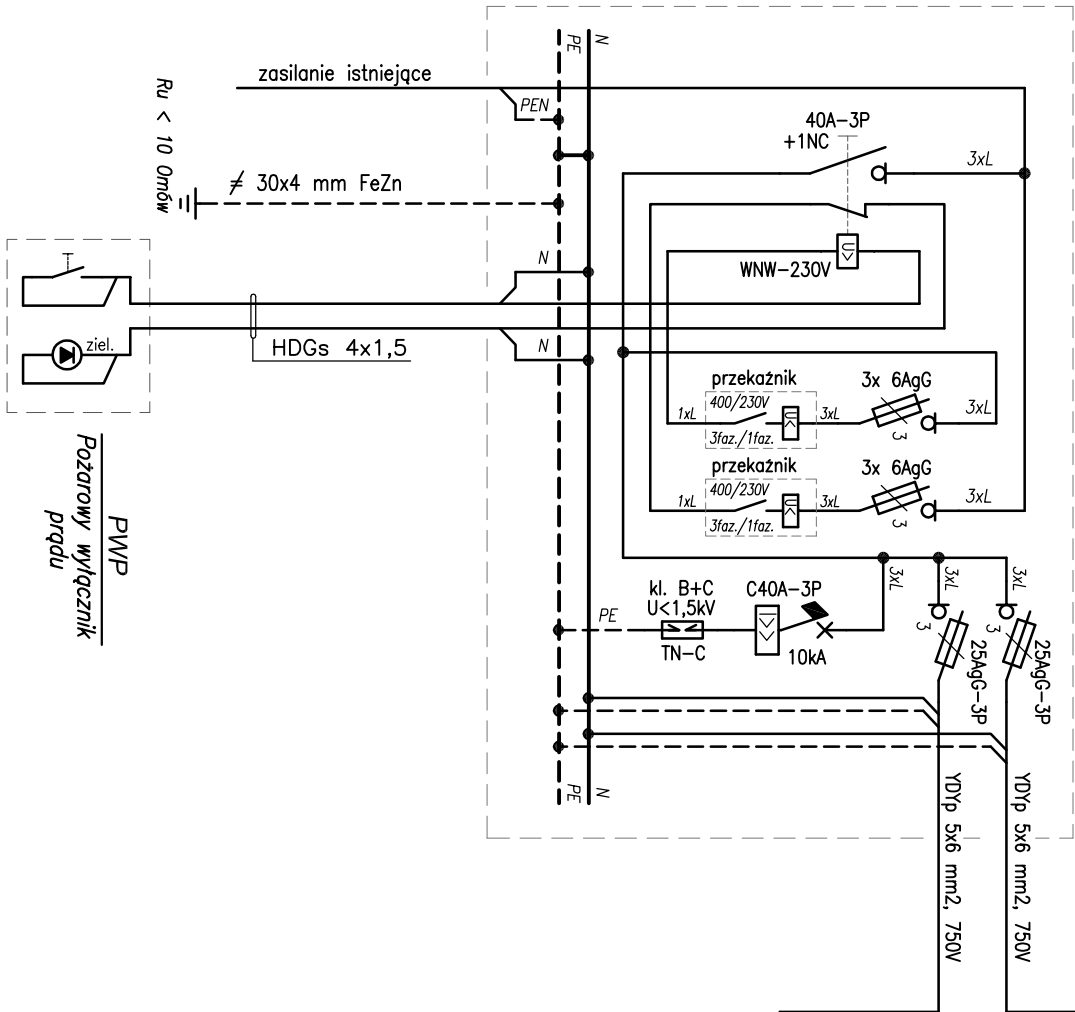 PE
N
zasilanie istniejące
PEN
Ru < 10 Omów
≠ 30x4 mm FeZn
40A-3P
+1NC
3xL
U>
WNW-230V
N
ziel.
HDGs 4x1,5
N
przekaźnik
400/230V
3faz./1faz.
1xL
U<
3xL
3x 6AgG
3
3xL
przekaźnik
400/230V
3faz./1faz.
1xL
U<
3xL
3x 6AgG
3
3xL
PWP
Pożarowy wyłącznik
prądu
PE
kl. B+C
U<1,5kV
TN-C
C40A-3P
I>>
10kA
3xL
3xL
3xL
3
25AgG-3P
3
25AgG-3P
PE
N
YDYp 5x6 mm2, 750V
YDYp 5x6 mm2, 750V